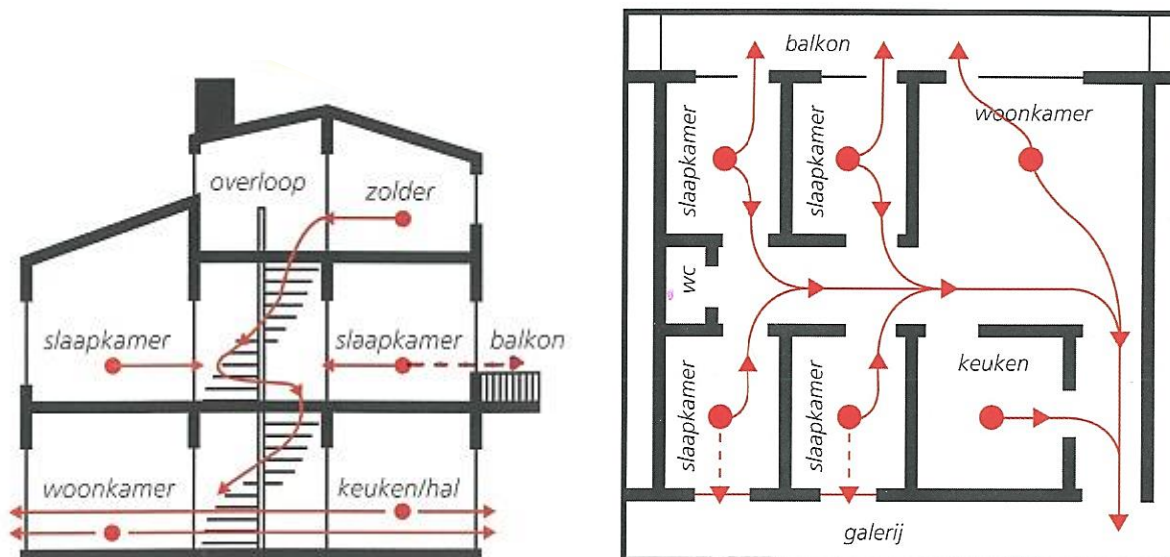 overloop
zolder
slaapkamer
slaapkamer
balkon
woonkamer
keuken/hal
balkon
slaapkamer
slaapkamer
woonkamer
wc
slaapkamer
slaapkamer
keuken
galerij